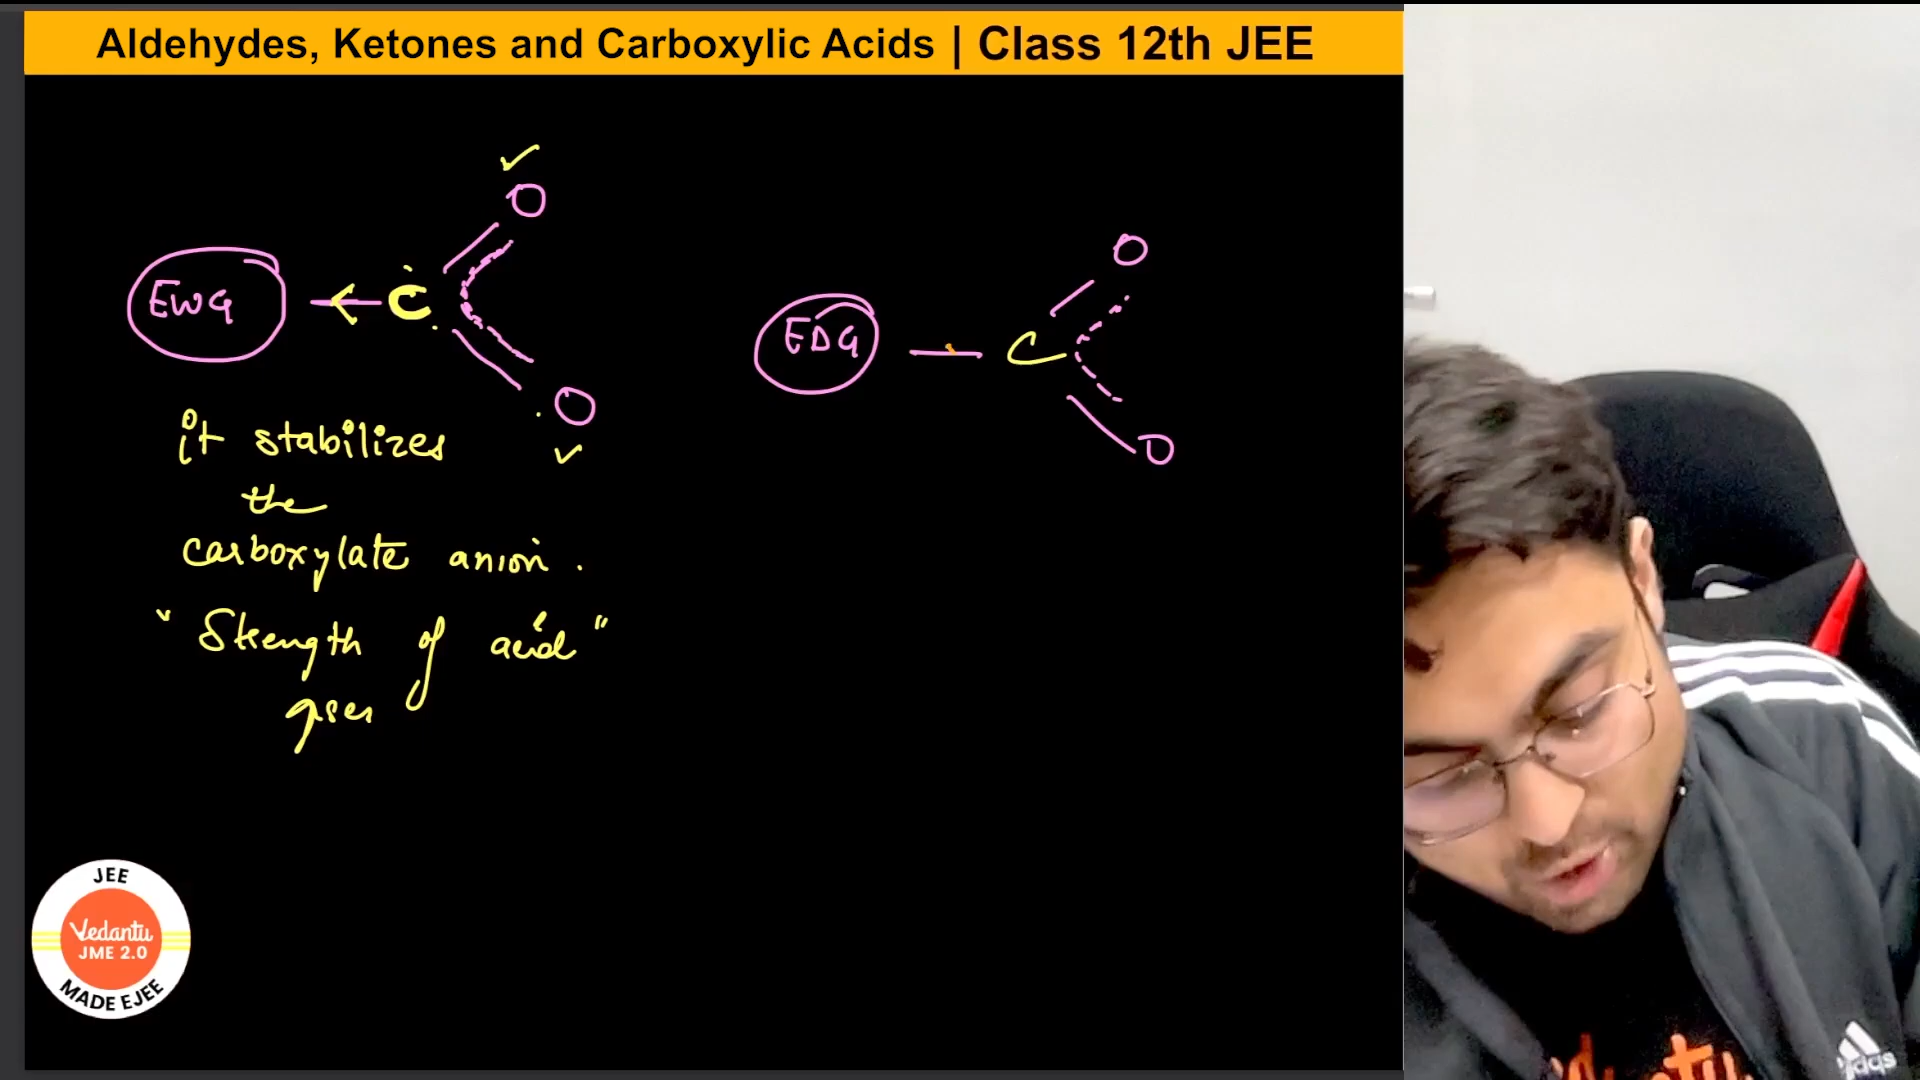 Aldehydes, Ketones and Carboxylic Acids | Class 12th JEE
O
EWG C
O
it stabilizes
the
carboxylate anion.
"Strength of acid"
O
EDG C
O
JEE
Vedantu
JME 2.0
MADE EJEE
adidas